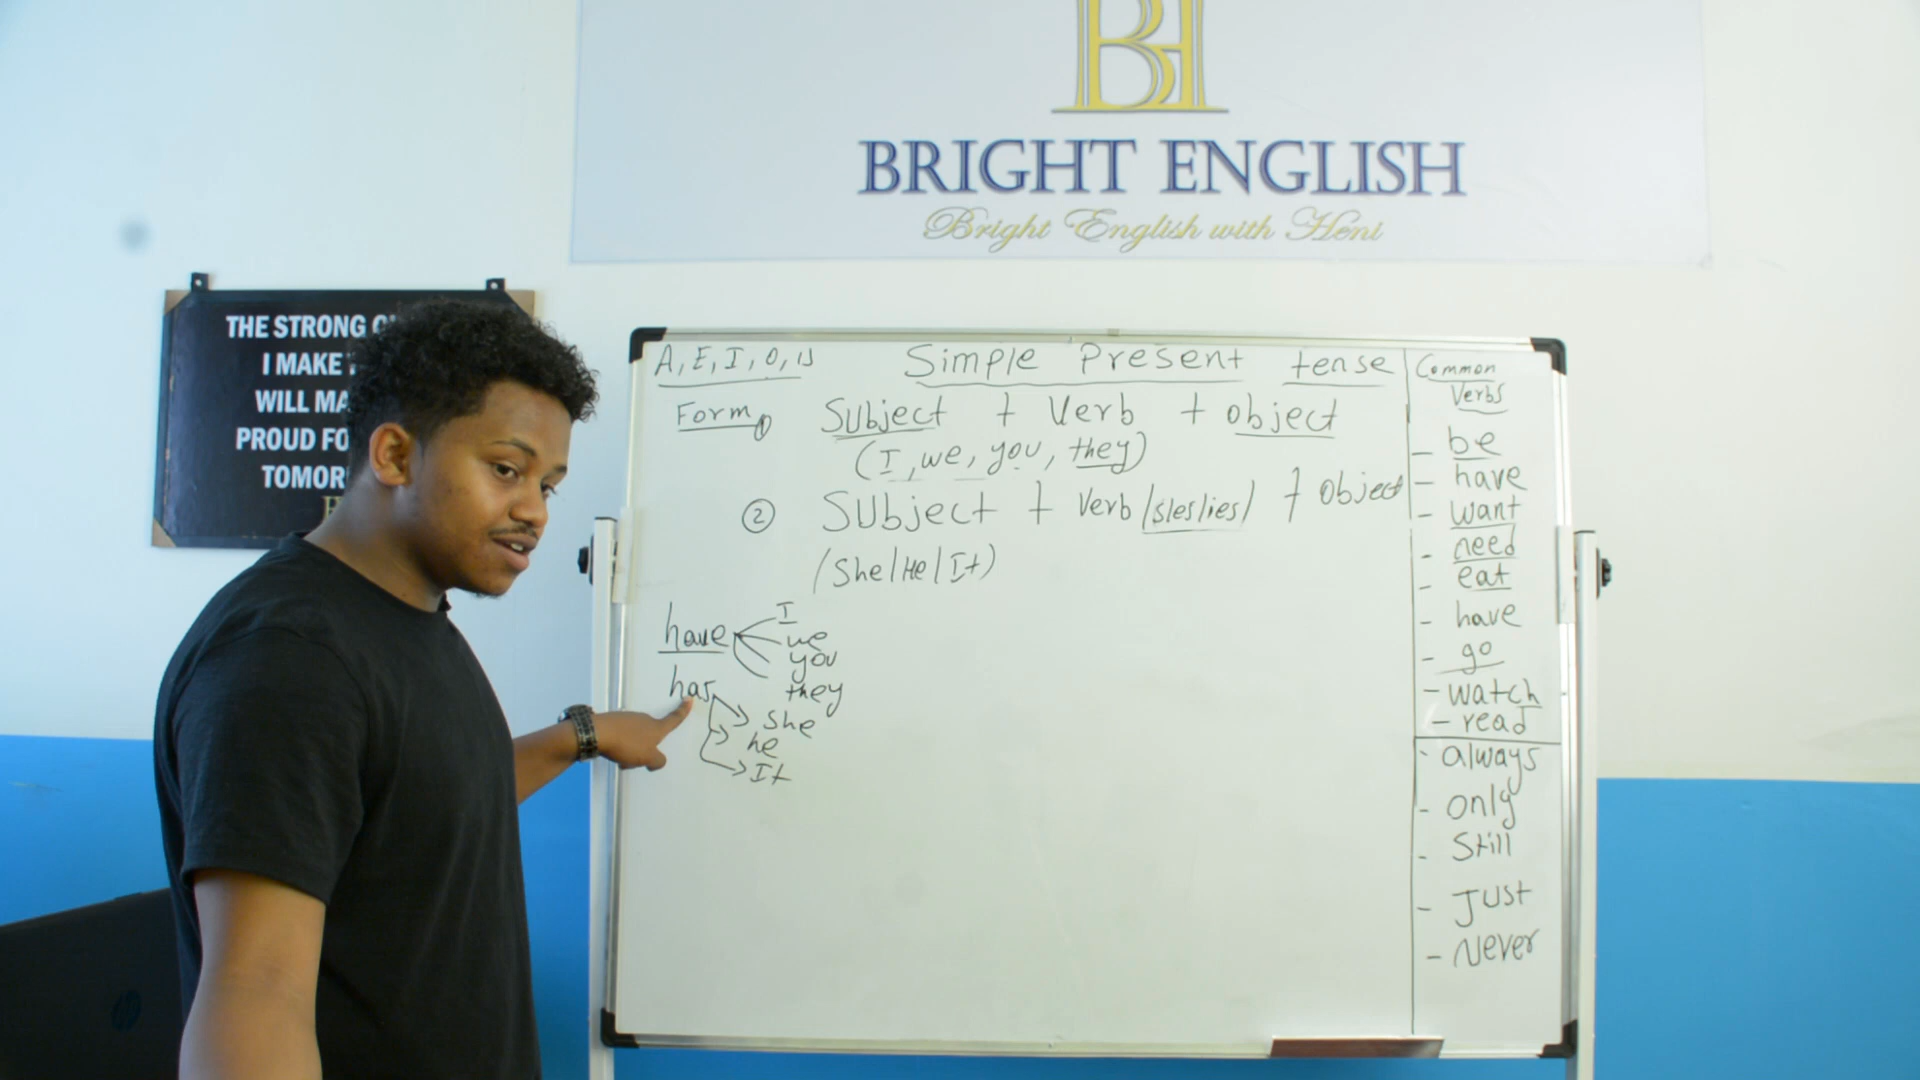 BH
BRIGHT ENGLISH
Bright English with Heni
THE STRONG
I MAKE
WILL MA
PROUD FO
TOMOR
A, E, I, O, U
Simple Present tense
Form ① Subject + Verb + object
(I, we, you, they)
② Subject + Verb /s/es/ies/ + Object
(She/He/It)
have
I
we
you
they
has
she
he
It
Common
Verbs
- be
- have
- want
- need
- eat
- have
- go
- watch
- read
- always
- only
- Still
- Just
- Never
hp